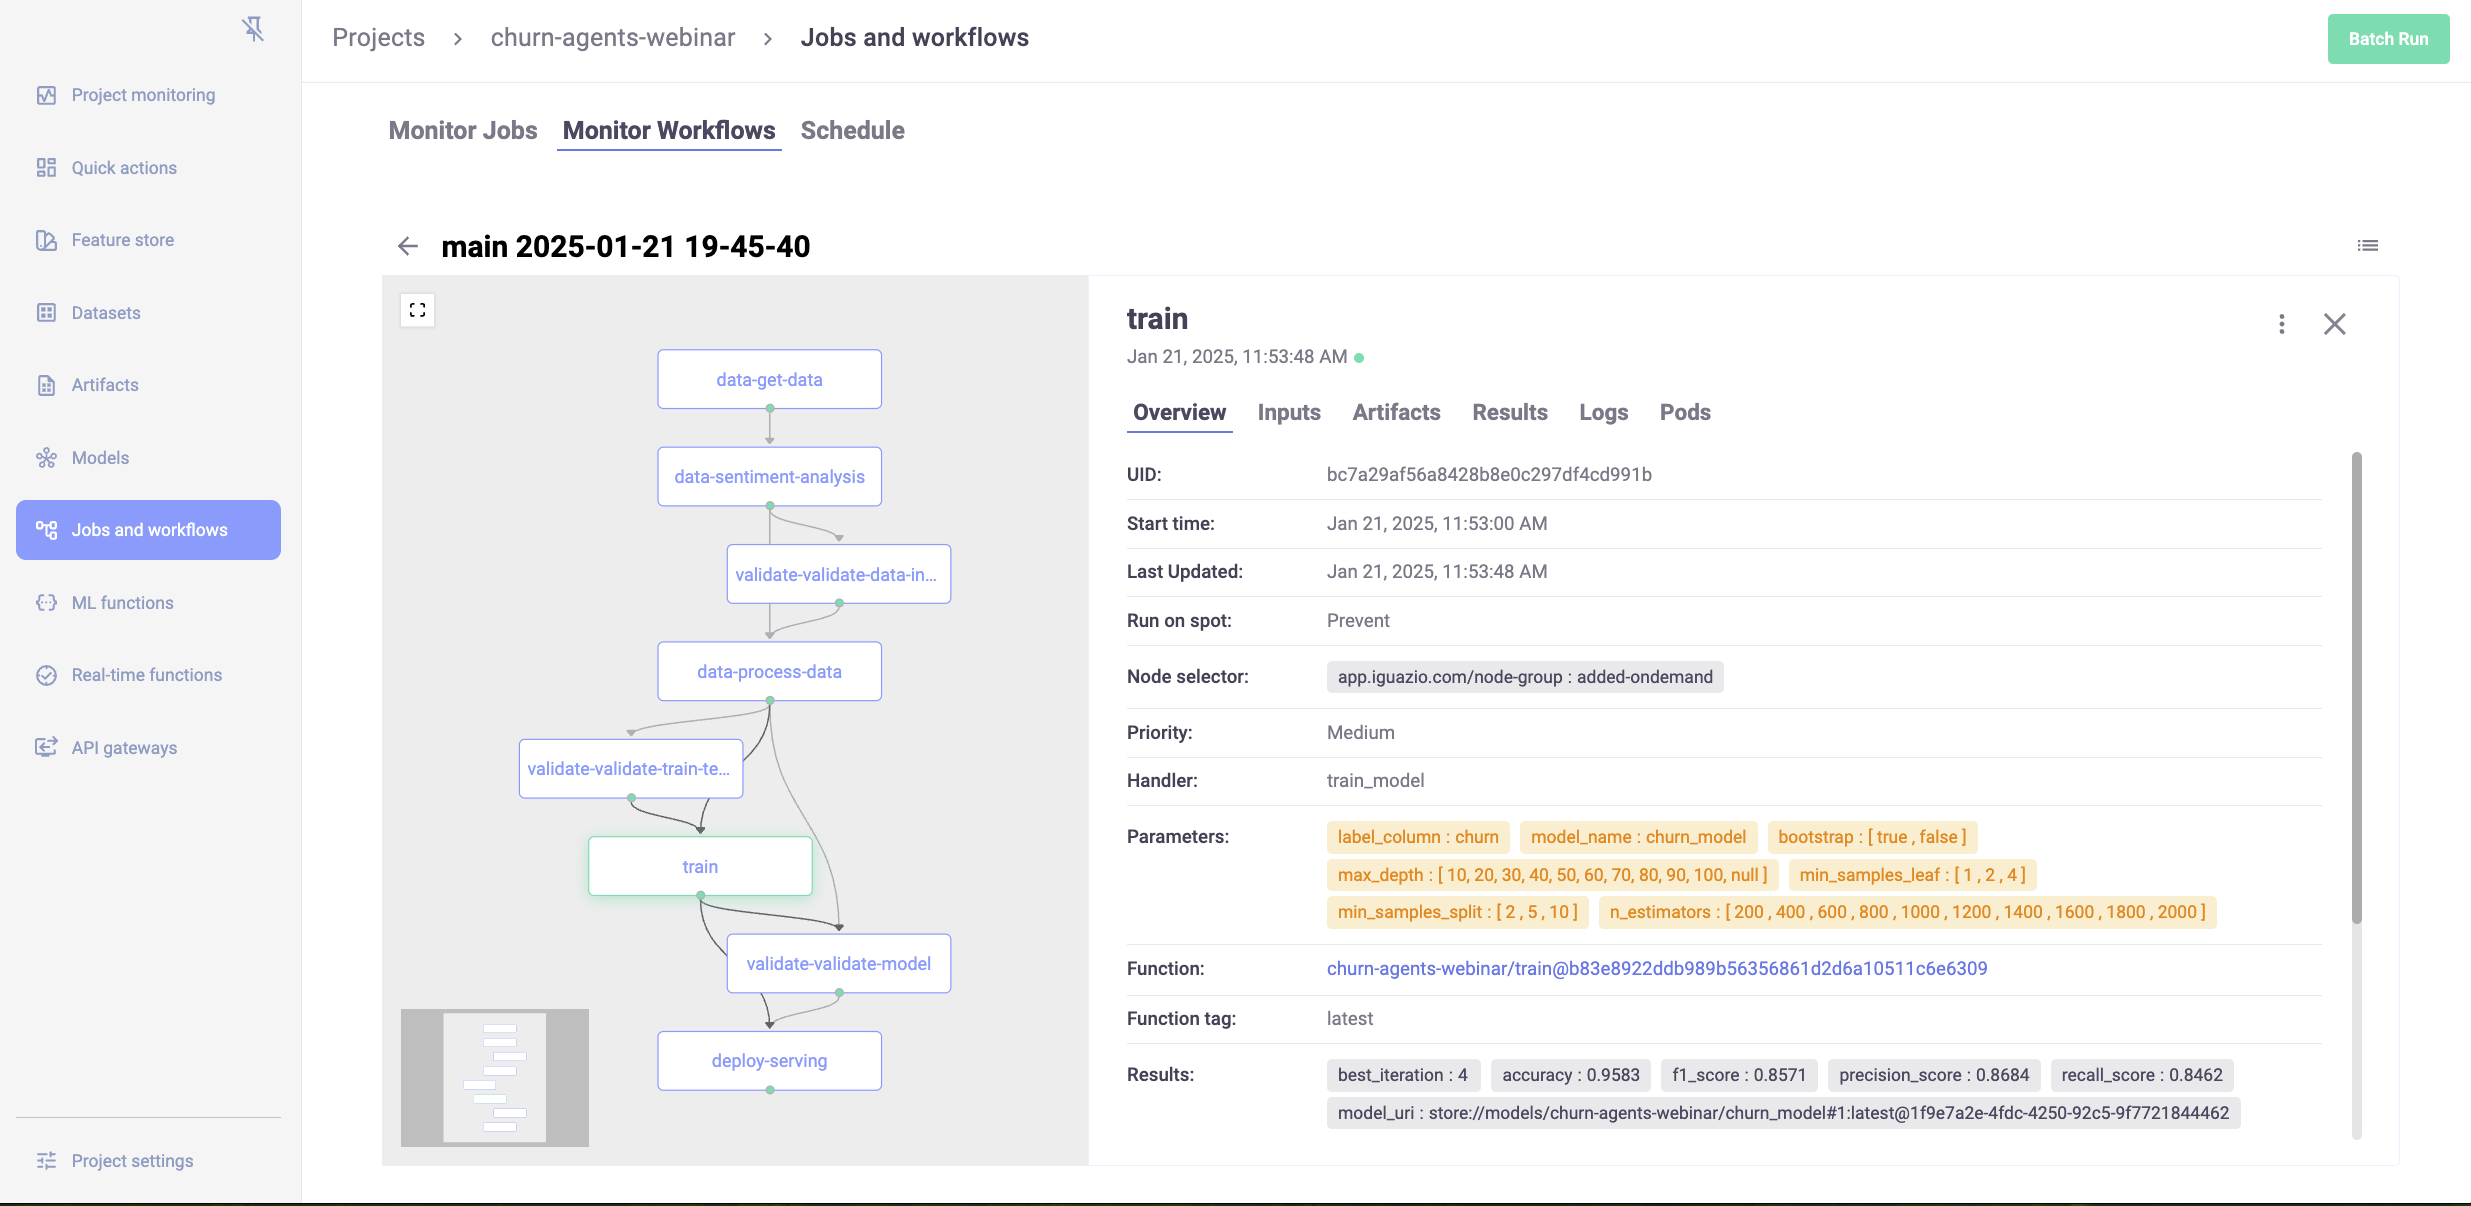 Projects > churn-agents-webinar > Jobs and workflows
Batch Run
Project monitoring
Quick actions
Feature store
Datasets
Artifacts
Models
Jobs and workflows
ML functions
Real-time functions
API gateways
Project settings
Monitor Jobs Monitor Workflows Schedule
main 2025-01-21 19-45-40
data-get-data
data-sentiment-analysis
validate-validate-data-in...
data-process-data
validate-validate-train-te...
train
validate-validate-model
deploy-serving
train
Jan 21, 2025, 11:53:48 AM
Overview Inputs Artifacts Results Logs Pods
UID: bc7a29af56a8428b8e0c297df4cd991b
Start time: Jan 21, 2025, 11:53:00 AM
Last Updated: Jan 21, 2025, 11:53:48 AM
Run on spot: Prevent
Node selector: app.iguazio.com/node-group : added-ondemand
Priority: Medium
Handler: train_model
Parameters: label_column : churn model_name : churn_model bootstrap : [ true , false ]
max_depth : [ 10, 20, 30, 40, 50, 60, 70, 80, 90, 100, null ] min_samples_leaf : [ 1 , 2 , 4 ]
min_samples_split : [ 2 , 5 , 10 ] n_estimators : [ 200 , 400 , 600 , 800 , 1000 , 1200 , 1400 , 1600 , 1800 , 2000 ]
Function: churn-agents-webinar/train@b83e8922ddb989b56356861d2d6a10511c6e6309
Function tag: latest
Results: best_iteration : 4 accuracy : 0.9583 f1_score : 0.8571 precision_score : 0.8684 recall_score : 0.8462
model_uri : store://models/churn-agents-webinar/churn_model#1:latest@1f9e7a2e-4fdc-4250-92c5-9f7721844462